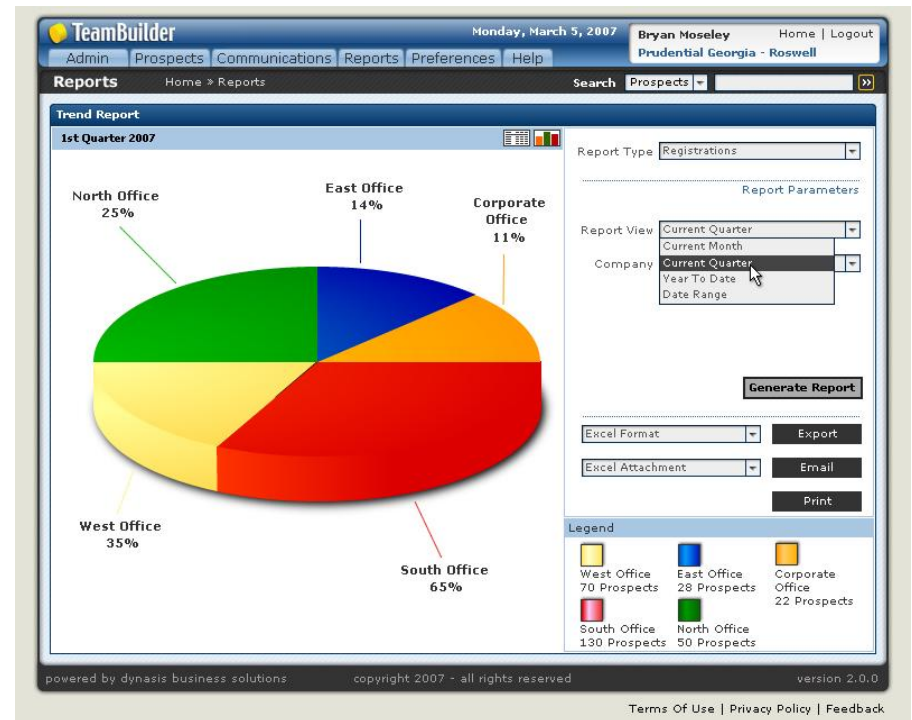 TeamBuilder
Monday, March 5, 2007
Bryan Moseley Home | Logout
Prudential Georgia - Roswell
Admin Prospects Communications Reports Preferences Help
Reports Home » Reports Search Prospects »
Trend Report
1st Quarter 2007
Report Type Registrations
Report Parameters
Report View Current Quarter
Current Month
Company Current Quarter
Year To Date
Date Range
Generate Report
Excel Format Export
Excel Attachment Email
Print
North Office
25%
East Office
14%
Corporate
Office
11%
West Office
35%
South Office
65%
Legend
West Office
70 Prospects
East Office
28 Prospects
Corporate
Office
22 Prospects
South Office
130 Prospects
North Office
50 Prospects
powered by dynasis business solutions copyright 2007 - all rights reserved version 2.0.0
Terms Of Use | Privacy Policy | Feedback